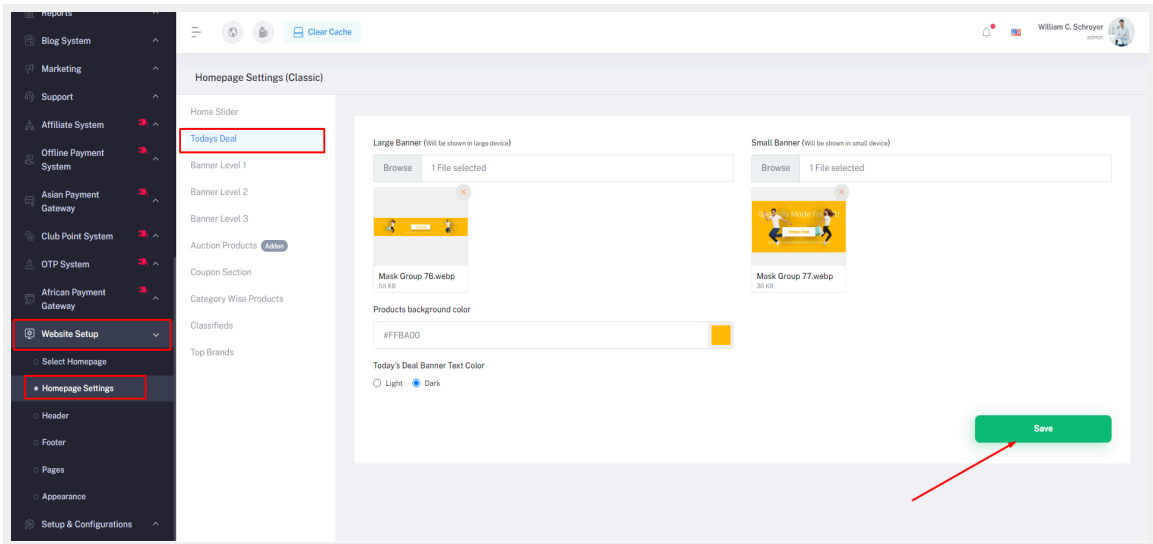 Reports
Blog System
Marketing
Support
Affiliate System
Offline Payment
System
Asian Payment
Gateway
Club Point System
OTP System
African Payment
Gateway
Website Setup
Select Homepage
Homepage Settings
Header
Footer
Pages
Appearance
Setup & Configurations
Clear Cache
William C. Schroyer
admin
Homepage Settings (Classic)
Home Slider
Todays Deal
Banner Level 1
Banner Level 2
Banner Level 3
Auction Products Addon
Coupon Section
Category Wise Products
Classifieds
Top Brands
Large Banner (Will be shown in large device)
Browse 1 File selected
Mask Group 76.webp
55 KB
Small Banner (Will be shown in small device)
Browse 1 File selected
Todays Deal
Mask Group 77.webp
30 KB
Products background color
#FFBA00
Today's Deal Banner Text Color
Light Dark
Save